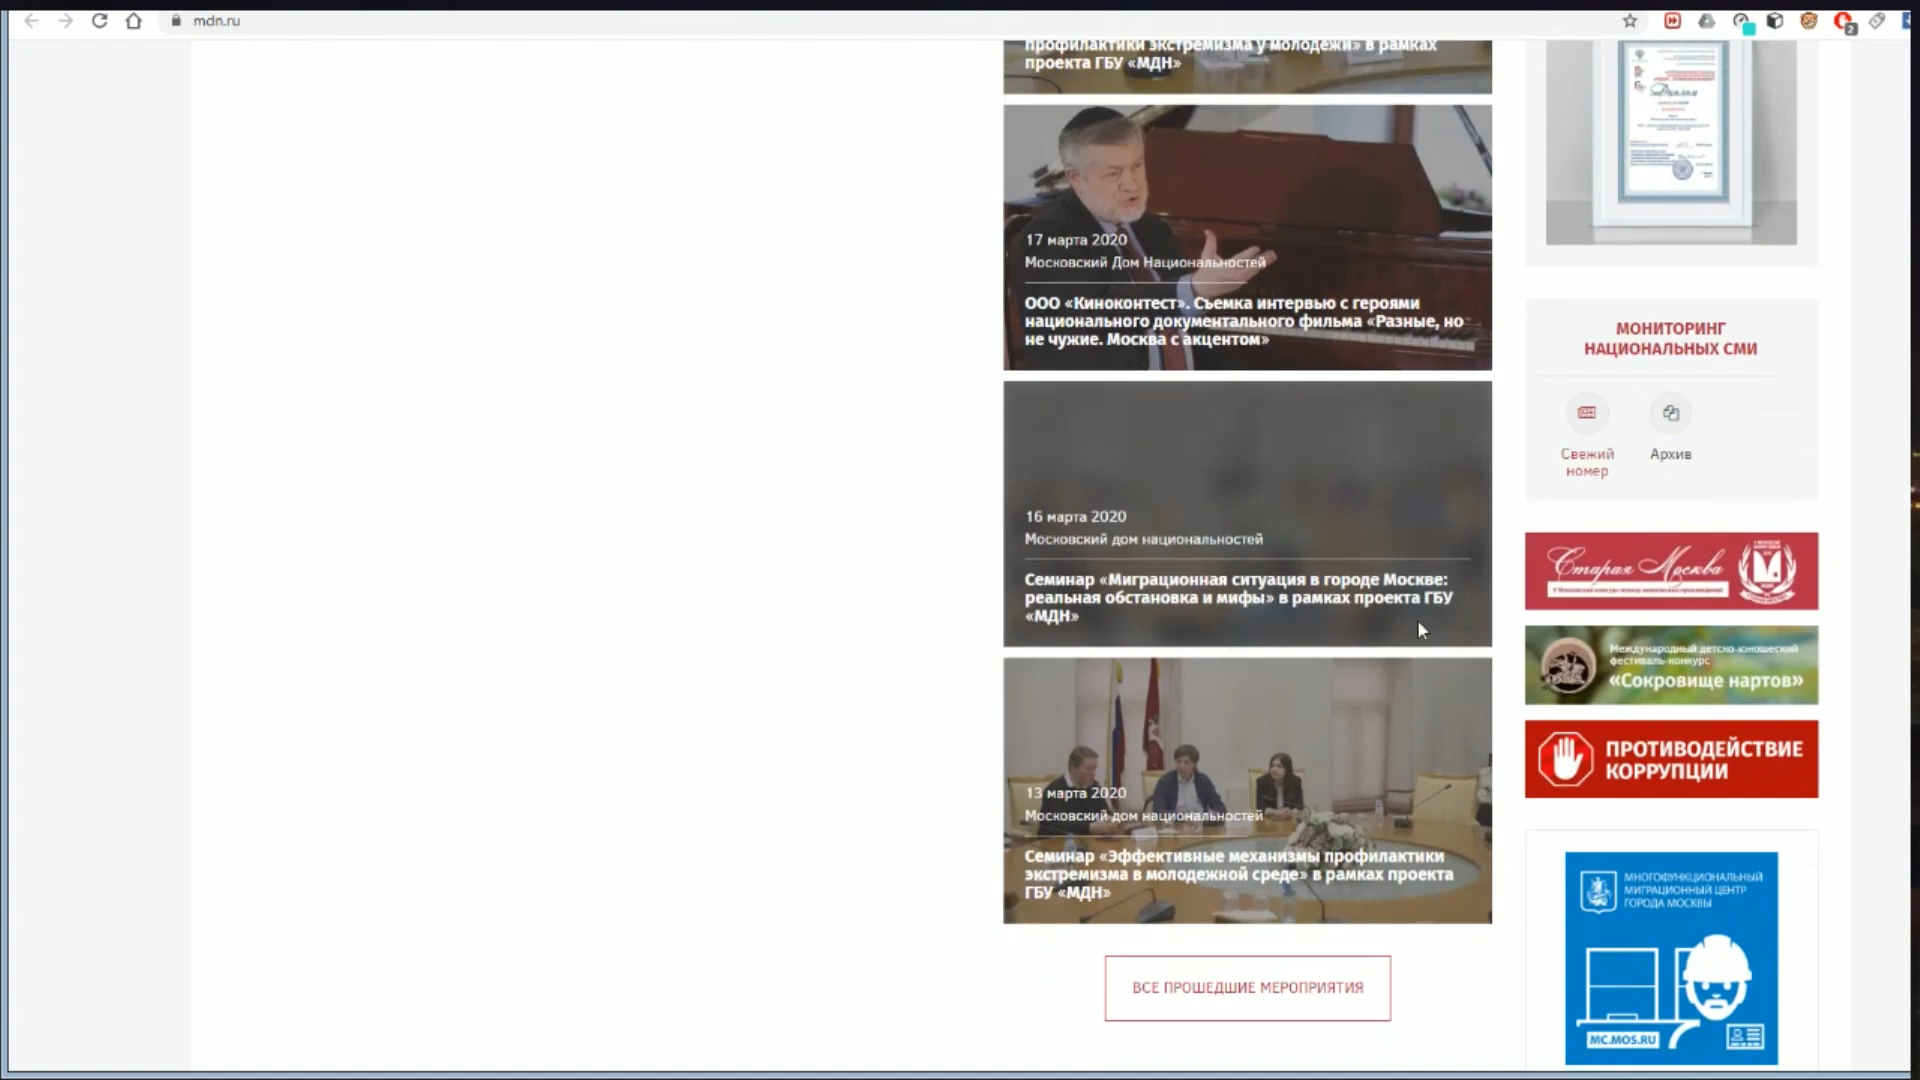 mdn.ru
2
профилактики экстремизма у молодежи» в рамках
проекта ГБУ «МДН»
17 марта 2020
Московский Дом Национальностей
ООО «Киноконтест». Съемка интервью с героями
национального документального фильма «Разные, но
не чужие. Москва с акцентом»
16 марта 2020
Московский дом национальностей
Семинар «Миграционная ситуация в городе Москве:
реальная обстановка и мифы» в рамках проекта ГБУ
«МДН»
13 марта 2020
Московский дом национальностей
Семинар «Эффективные механизмы профилактики
экстремизма в молодежной среде» в рамках проекта
ГБУ «МДН»
ВСЕ ПРОШЕДШИЕ МЕРОПРИЯТИЯ
Диплом
МОНИТОРИНГ
НАЦИОНАЛЬНЫХ СМИ
Свежий
номер
Архив
Старая Москва
Международный детско-юношеский
фестиваль-конкурс
«Сокровище нартов»
ПРОТИВОДЕЙСТВИЕ
КОРРУПЦИИ
МНОГОФУНКЦИОНАЛЬНЫЙ
МИГРАЦИОННЫЙ ЦЕНТР
ГОРОДА МОСКВЫ
MC.MOS.RU